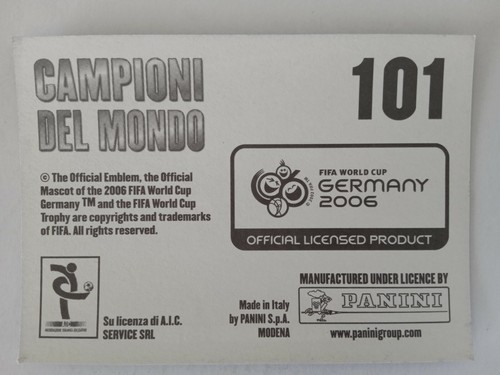 CAMPIONI
DEL MONDO
101
© The Official Emblem, the Official
Mascot of the 2006 FIFA World Cup
Germany TM and the FIFA World Cup
Trophy are copyrights and trademarks
of FIFA. All rights reserved.
FIFA WORLD CUP
GERMANY
2006
OFFICIAL LICENSED PRODUCT
Su licenza di A.I.C.
SERVICE SRL
Made in Italy
by PANINI S.p.A.
MODENA
MANUFACTURED UNDER LICENCE BY
PANINI
www.paninigroup.com